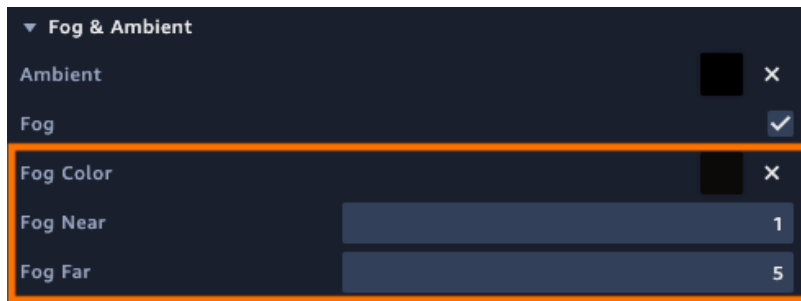 Fog & Ambient
Ambient
Fog
Fog Color
Fog Near 1
Fog Far 5